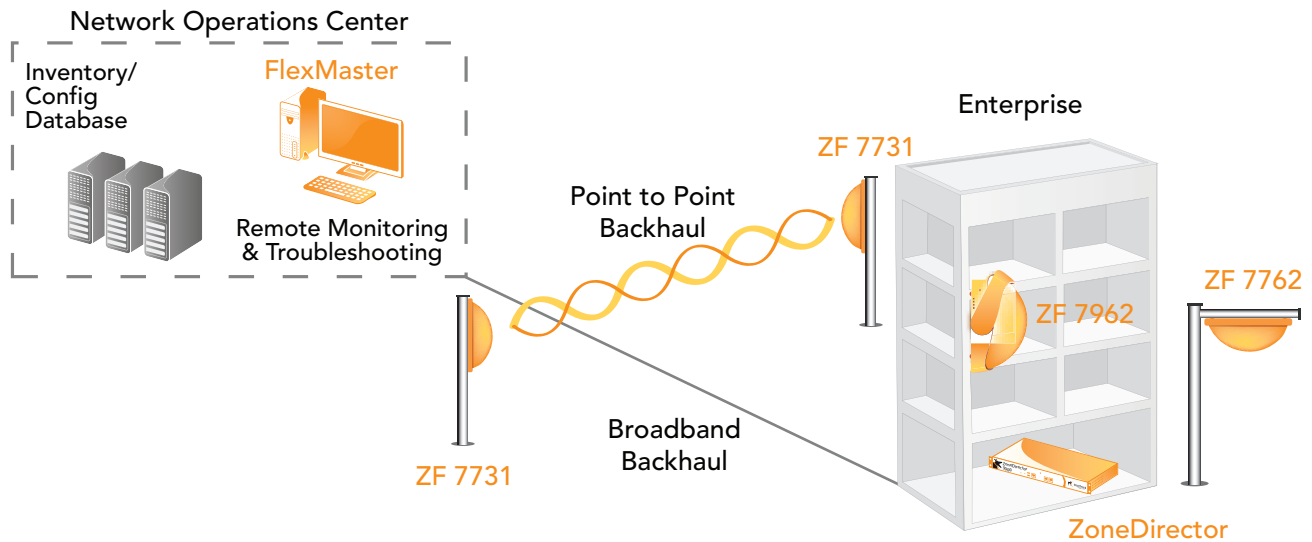 Network Operations Center
Inventory/
Config
Database
FlexMaster
Remote Monitoring
& Troubleshooting
Point to Point
Backhaul
ZF 7731
Enterprise
ZF 7762
ZF 7962
ZF 7731
Broadband
Backhaul
ZoneDirector